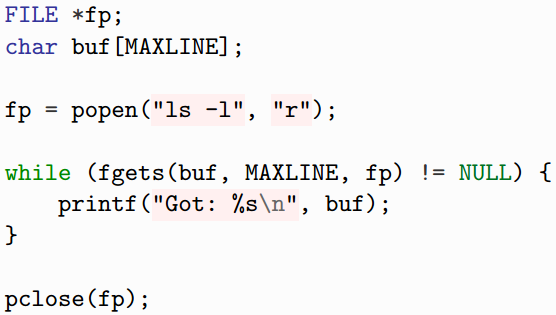 FILE *fp;
char buf[MAXLINE];
fp = popen("ls -l", "r");
while (fgets(buf, MAXLINE, fp) != NULL) {
    printf("Got: %s\n", buf);
}
pclose(fp);